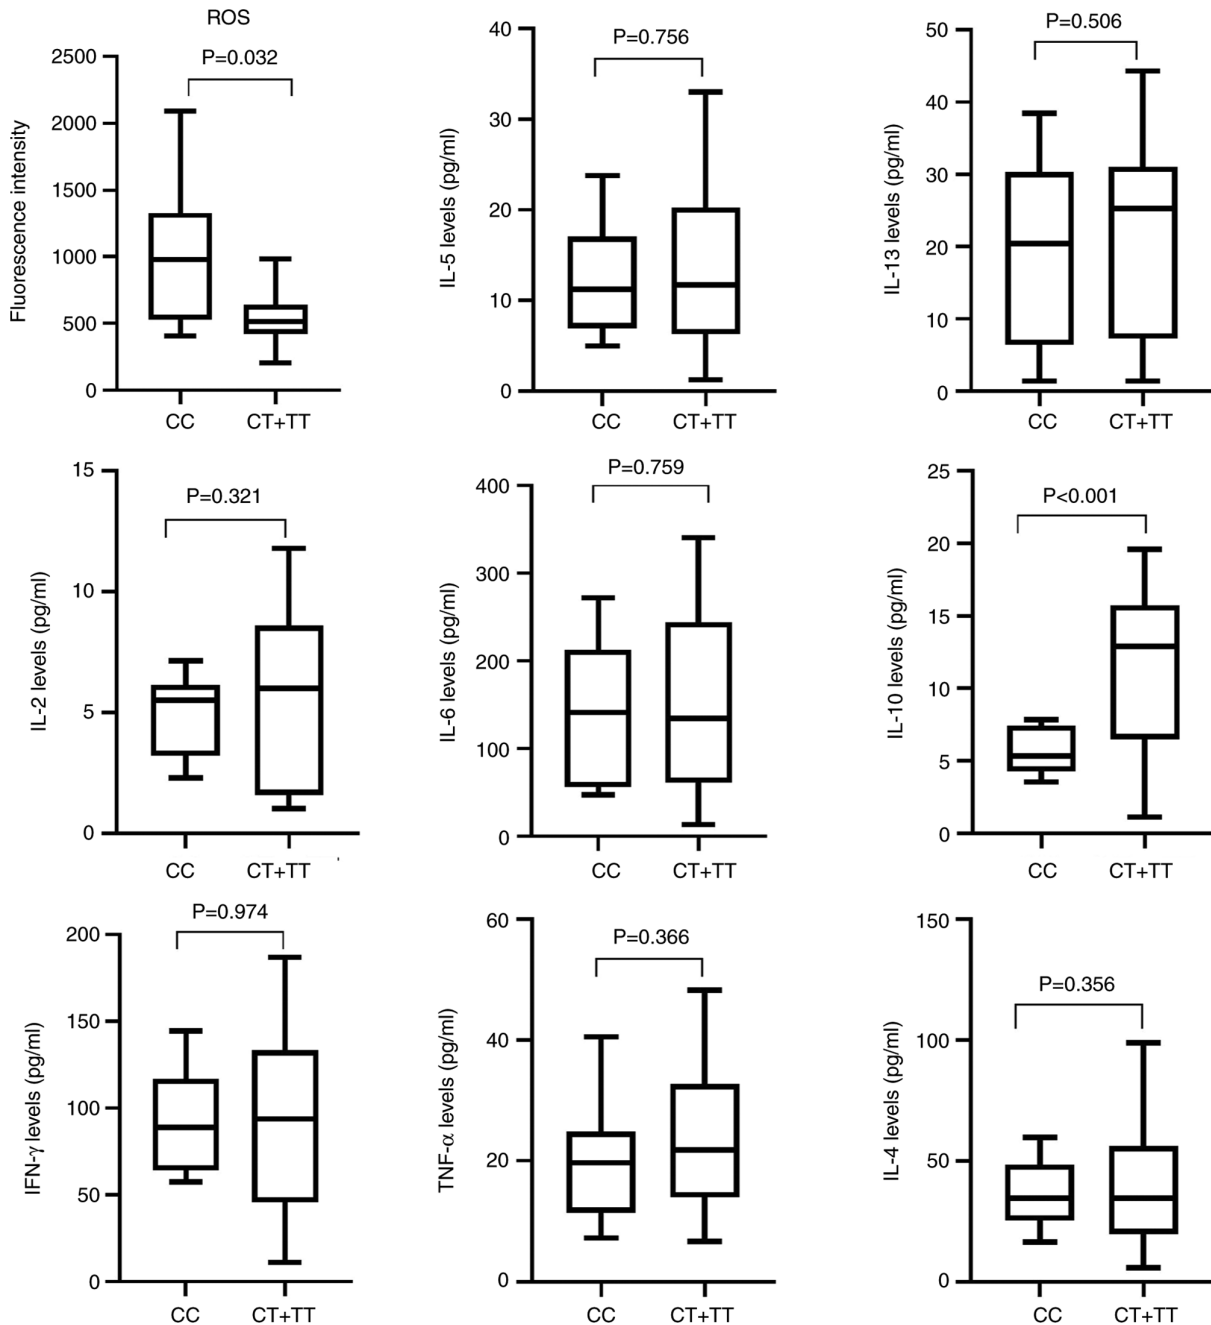 ROS
P=0.032
Fluorescence intensity
2500
2000
1500
1000
500
0
CC
CT+TT
P=0.756
IL-5 levels (pg/ml)
40
30
20
10
0
CC
CT+TT
P=0.506
IL-13 levels (pg/ml)
50
40
30
20
10
0
CC
CT+TT
P=0.321
IL-2 levels (pg/ml)
15
10
5
0
CC
CT+TT
P=0.759
IL-6 levels (pg/ml)
400
300
200
100
0
CC
CT+TT
P<0.001
IL-10 levels (pg/ml)
25
20
15
10
5
0
CC
CT+TT
P=0.974
IFN-γ levels (pg/ml)
200
150
100
50
0
CC
CT+TT
P=0.366
TNF-α levels (pg/ml)
60
40
20
0
CC
CT+TT
P=0.356
IL-4 levels (pg/ml)
150
100
50
0
CC
CT+TT